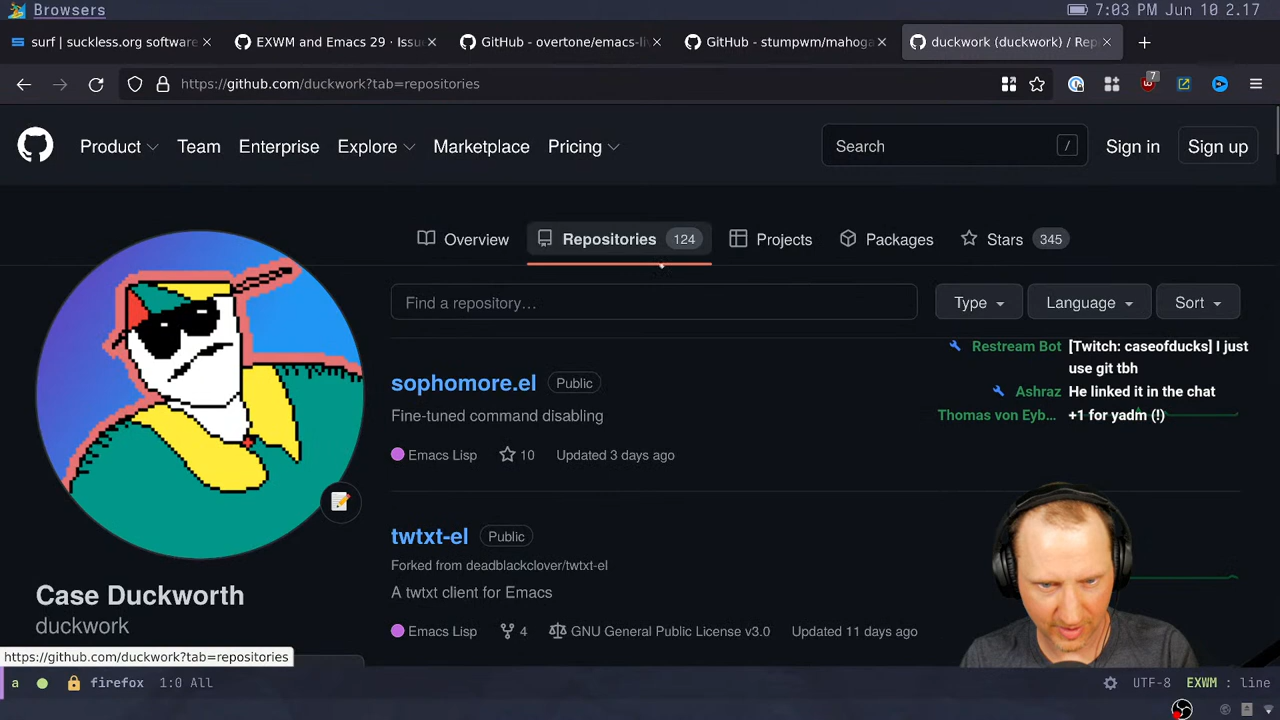 Browsers
7:03 PM Jun 10 2.17
surf | suckless.org software
EXWM and Emacs 29 · Issu
GitHub - overtone/emacs-li
GitHub - stumpwm/mahoga
duckwork (duckwork) / Rep
https://github.com/duckwork?tab=repositories
7
Product
Team
Enterprise
Explore
Marketplace
Pricing
Search
/
Sign in
Sign up
Overview
Repositories 124
Projects
Packages
Stars 345
Find a repository…
Type
Language
Sort
Restream Bot [Twitch: caseofducks] I just
use git tbh
Ashraz He linked it in the chat
Thomas von Eyb... +1 for yadm (!)
sophomore.el Public
Fine-tuned command disabling
Emacs Lisp 10 Updated 3 days ago
twtxt-el Public
Forked from deadblackclover/twtxt-el
A twtxt client for Emacs
Emacs Lisp 4 GNU General Public License v3.0 Updated 11 days ago
Case Duckworth
duckwork
https://github.com/duckwork?tab=repositories
a firefox 1:0 All
UTF-8 EXWM : line